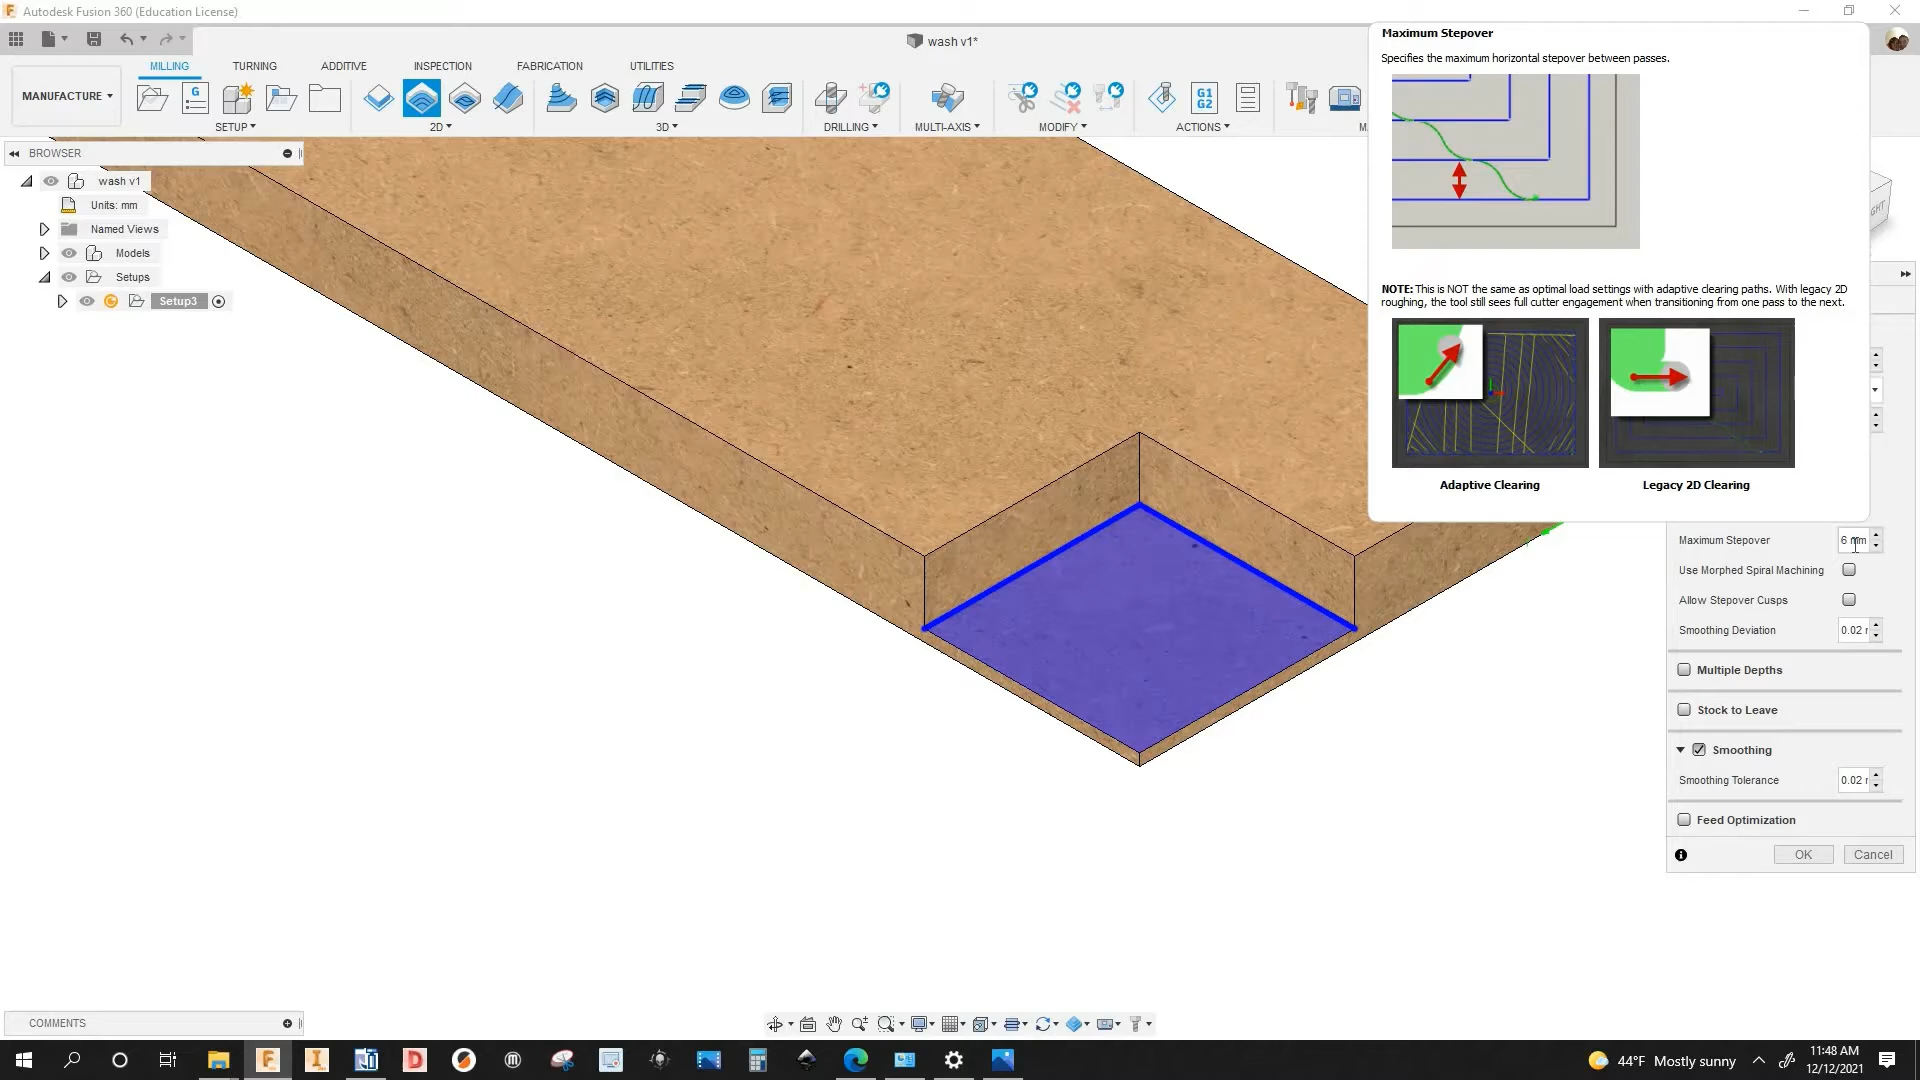 Autodesk Fusion 360 (Education License)
wash v1*
MILLING
TURNING
ADDITIVE
INSPECTION
FABRICATION
UTILITIES
MANUFACTURE
G
G1
G2
SETUP
2D
3D
DRILLING
MULTI-AXIS
MODIFY
ACTIONS
BROWSER
wash v1
Units: mm
Named Views
Models
Setups
Setup3
Maximum Stepover
Specifies the maximum horizontal stepover between passes.
NOTE: This is NOT the same as optimal load settings with adaptive clearing paths. With legacy 2D
roughing, the tool still sees full cutter engagement when transitioning from one pass to the next.
Adaptive Clearing
Legacy 2D Clearing
Maximum Stepover
6 mm
Use Morphed Spiral Machining
Allow Stepover Cusps
Smoothing Deviation
0.02
Multiple Depths
Stock to Leave
Smoothing
Smoothing Tolerance
0.02
Feed Optimization
OK
Cancel
COMMENTS
44°F Mostly sunny
11:48 AM
12/12/2021